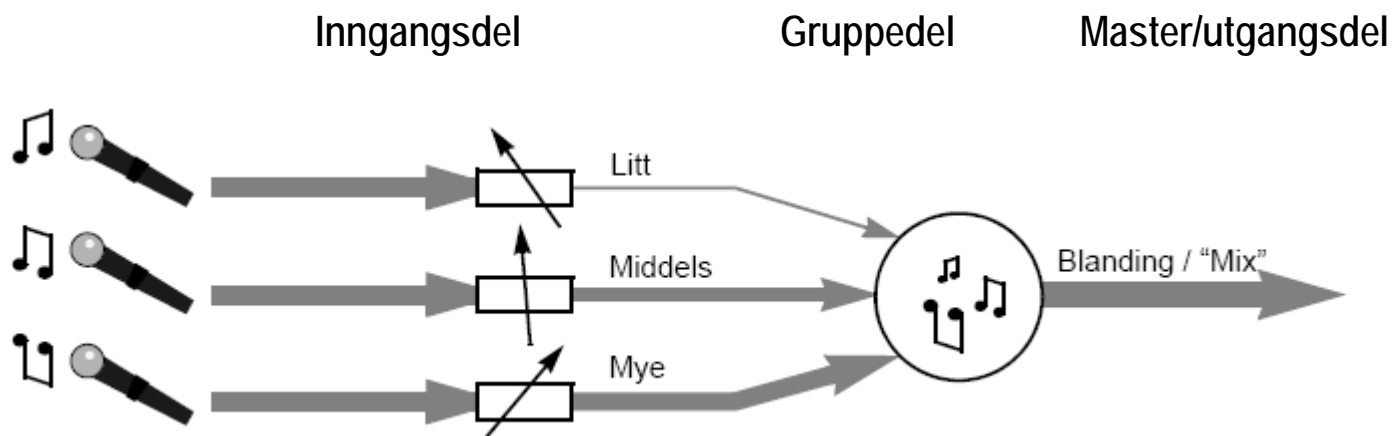 Inngangsdel Gruppedel Master/utgangsdel
Litt
Middels
Blanding / “Mix”
Mye